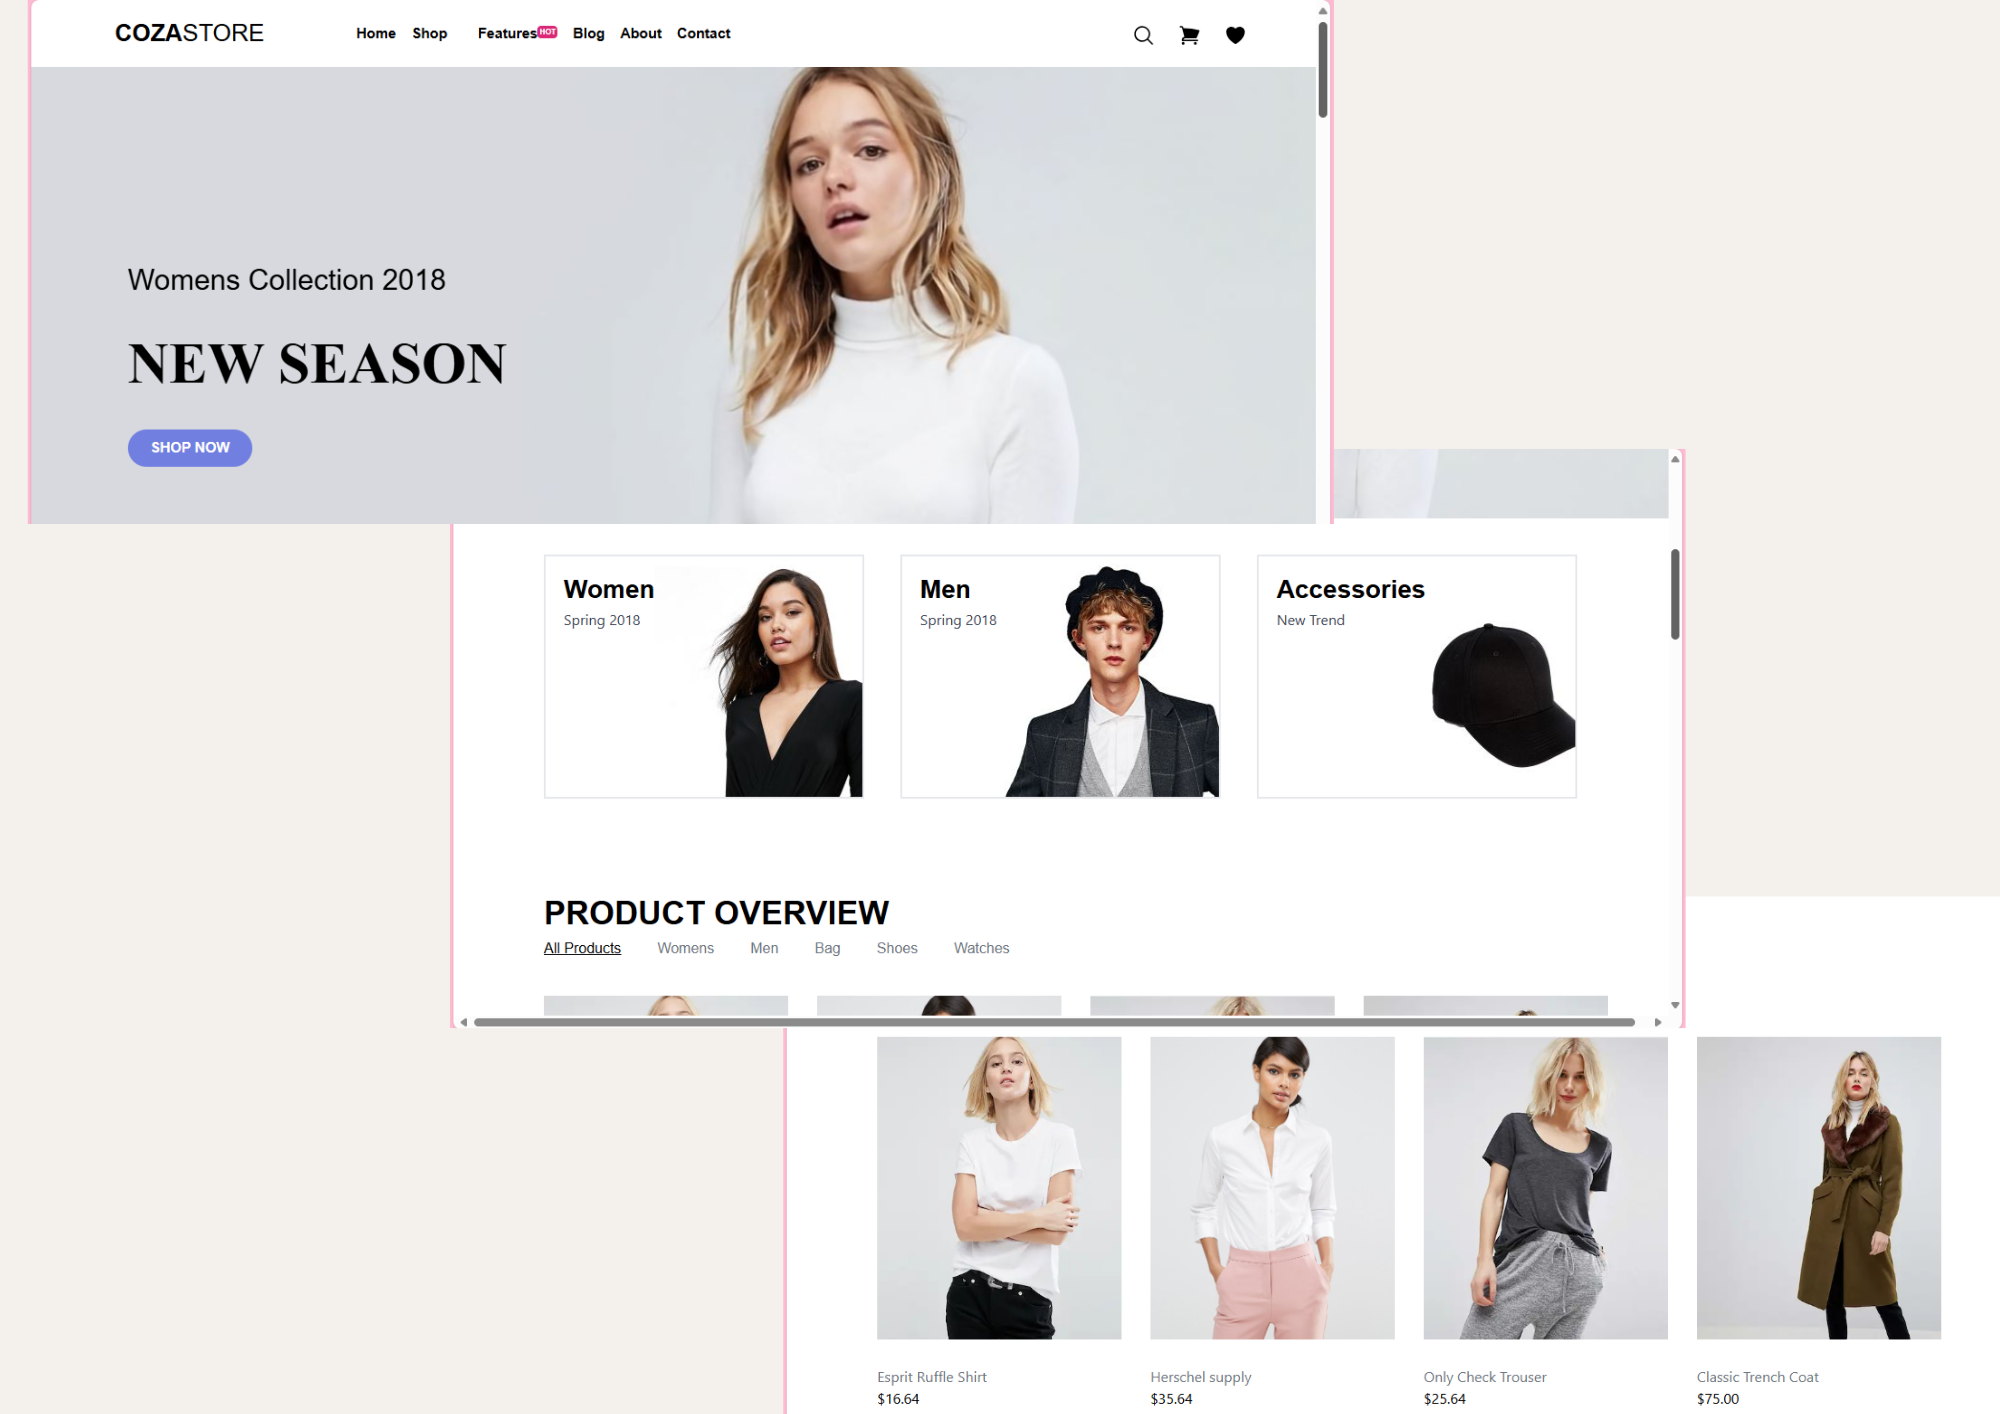 COZASTORE Home Shop Features HOT Blog About Contact
Womens Collection 2018
NEW SEASON
SHOP NOW
Women
Spring 2018
Men
Spring 2018
Accessories
New Trend
PRODUCT OVERVIEW
All Products Womens Men Bag Shoes Watches
Esprit Ruffle Shirt
$16.64
Herschel supply
$35.64
Only Check Trouser
$25.64
Classic Trench Coat
$75.00